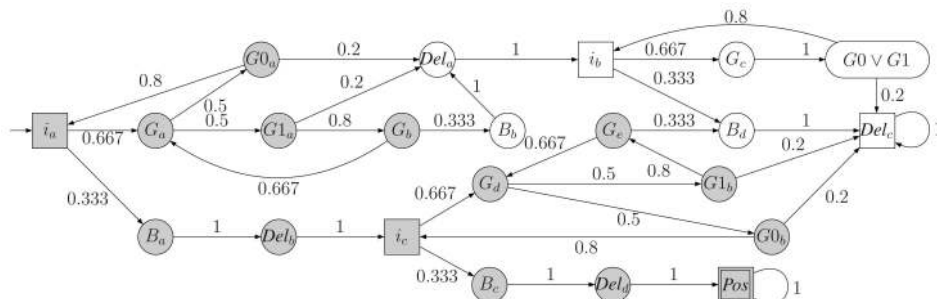 0.8
G0a 0.2 Dela 1 ib 0.667 Gc 1 G0 ∨ G1
0.8 0.2 1 0.333 0.2
0.5
ia 0.667 Ga 0.5 G1a 0.8 Gb 0.333 Bb Ge 0.333 Bd 1 Delc 1
0.667 0.667 0.8 0.2
0.333 0.667 Gd 0.5 G1b
0.5 0.2
Ba 1 Delb 1 ic 0.8 G0b
0.333 Bc 1 Deld 1 Pos 1